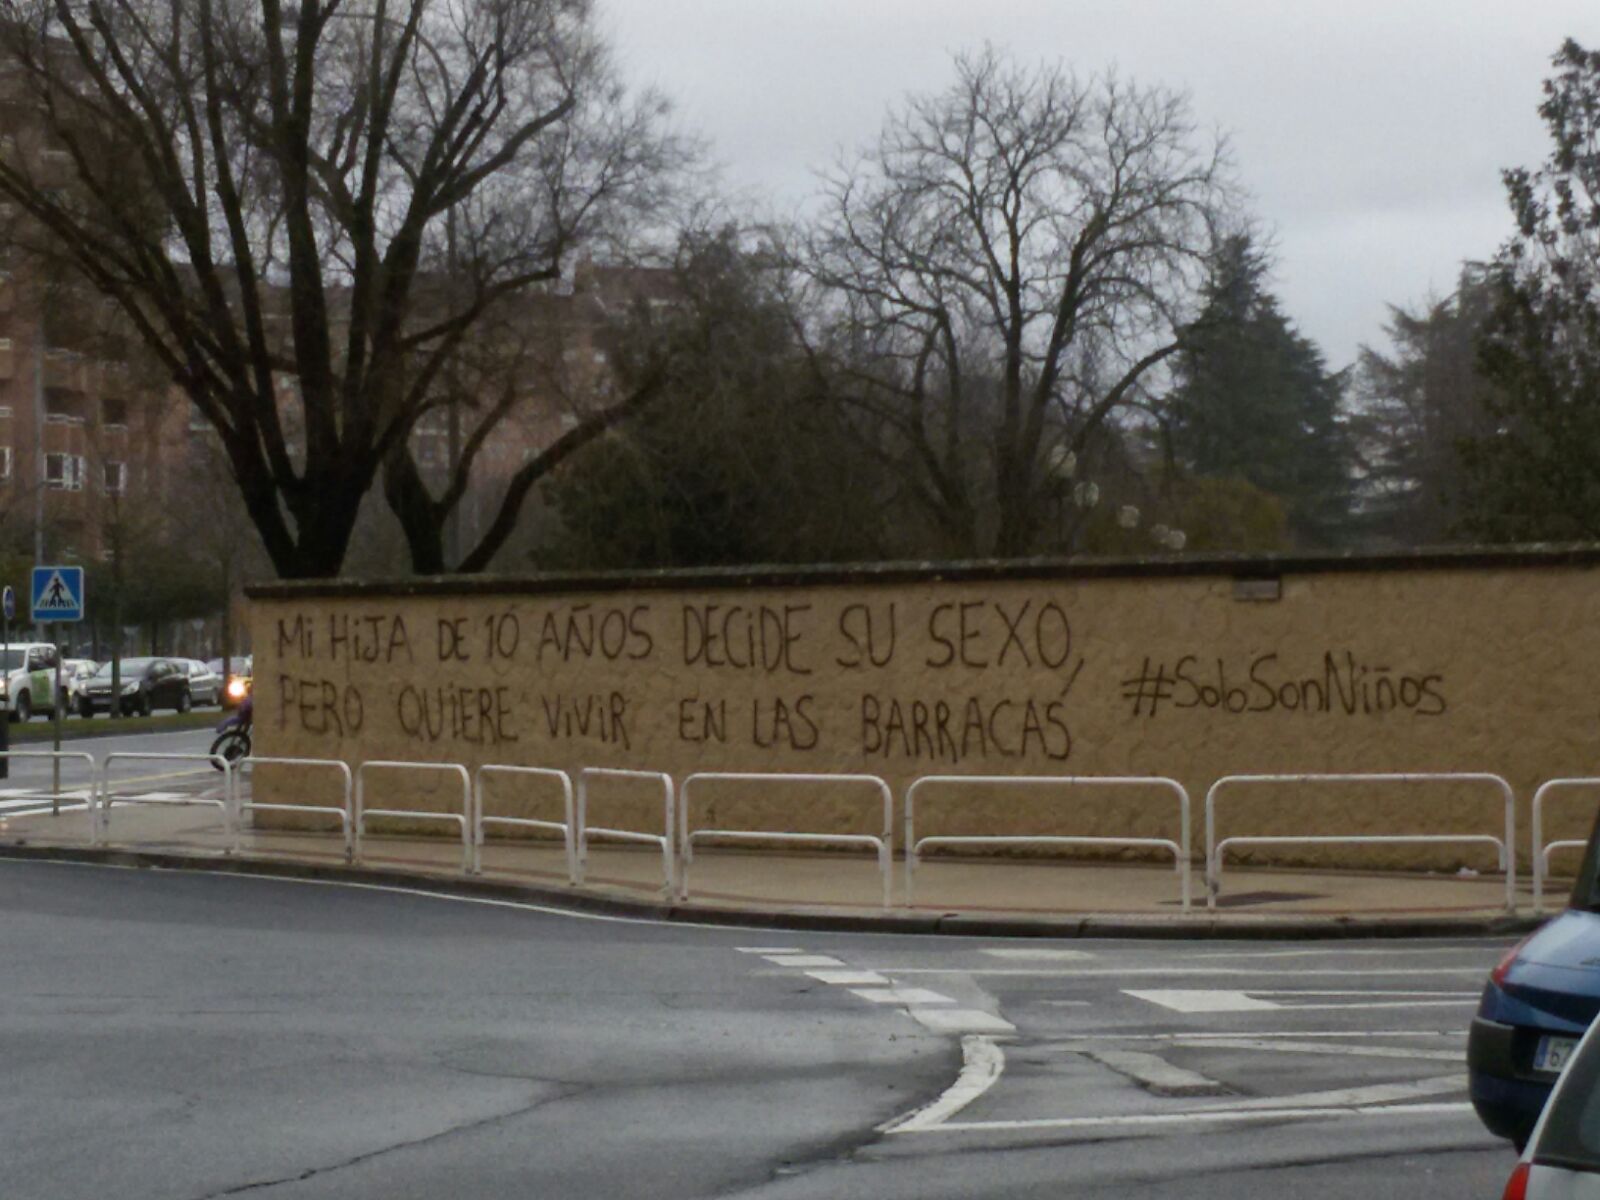 MI HIJA DE 10 AÑOS DECIDE SU SEXO,
PERO QUIERE VIVIR EN LAS BARRACAS
#SoloSonNiños